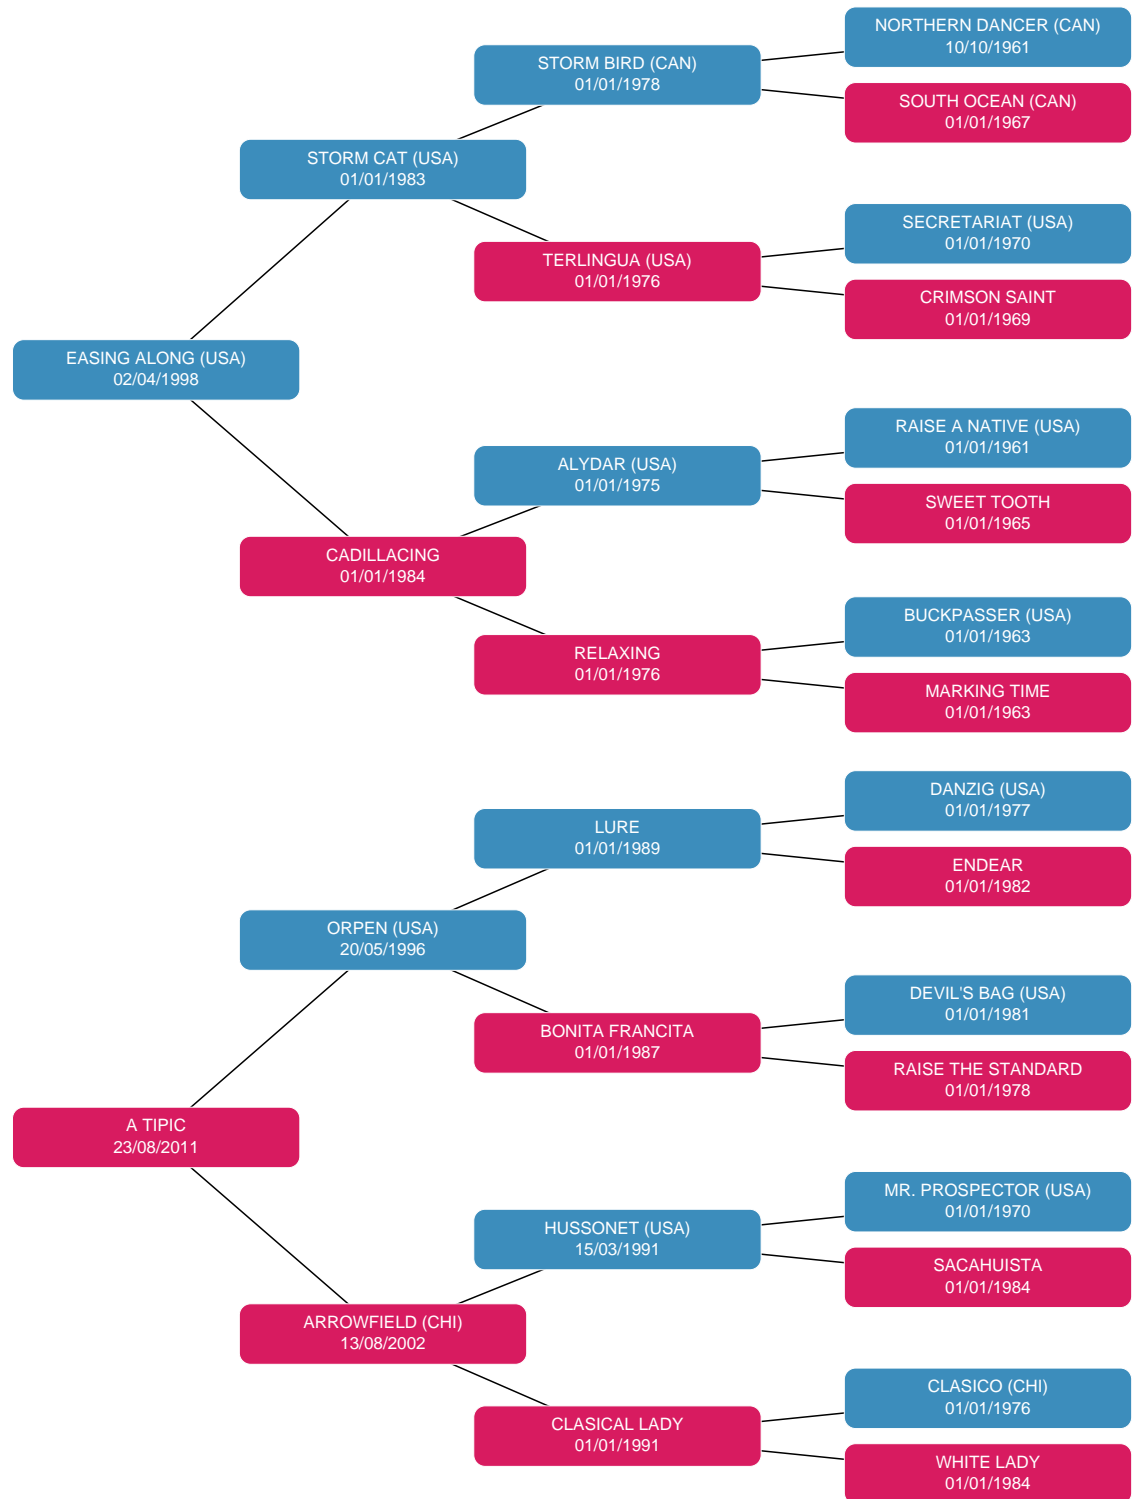 NORTHERN DANCER (CAN)
10/10/1961
STORM BIRD (CAN)
01/01/1978
SOUTH OCEAN (CAN)
01/01/1967
STORM CAT (USA)
01/01/1983
SECRETARIAT (USA)
01/01/1970
TERLINGUA (USA)
01/01/1976
CRIMSON SAINT
01/01/1969
EASING ALONG (USA)
02/04/1998
RAISE A NATIVE (USA)
01/01/1961
ALYDAR (USA)
01/01/1975
SWEET TOOTH
01/01/1965
CADILLACING
01/01/1984
BUCKPASSER (USA)
01/01/1963
RELAXING
01/01/1976
MARKING TIME
01/01/1963
DANZIG (USA)
01/01/1977
LURE
01/01/1989
ENDEAR
01/01/1982
ORPEN (USA)
20/05/1996
DEVIL'S BAG (USA)
01/01/1981
BONITA FRANCITA
01/01/1987
RAISE THE STANDARD
01/01/1978
A TIPIC
23/08/2011
MR. PROSPECTOR (USA)
01/01/1970
HUSSONET (USA)
15/03/1991
SACAHUISTA
01/01/1984
ARROWFIELD (CHI)
13/08/2002
CLASICO (CHI)
01/01/1976
CLASICAL LADY
01/01/1991
WHITE LADY
01/01/1984